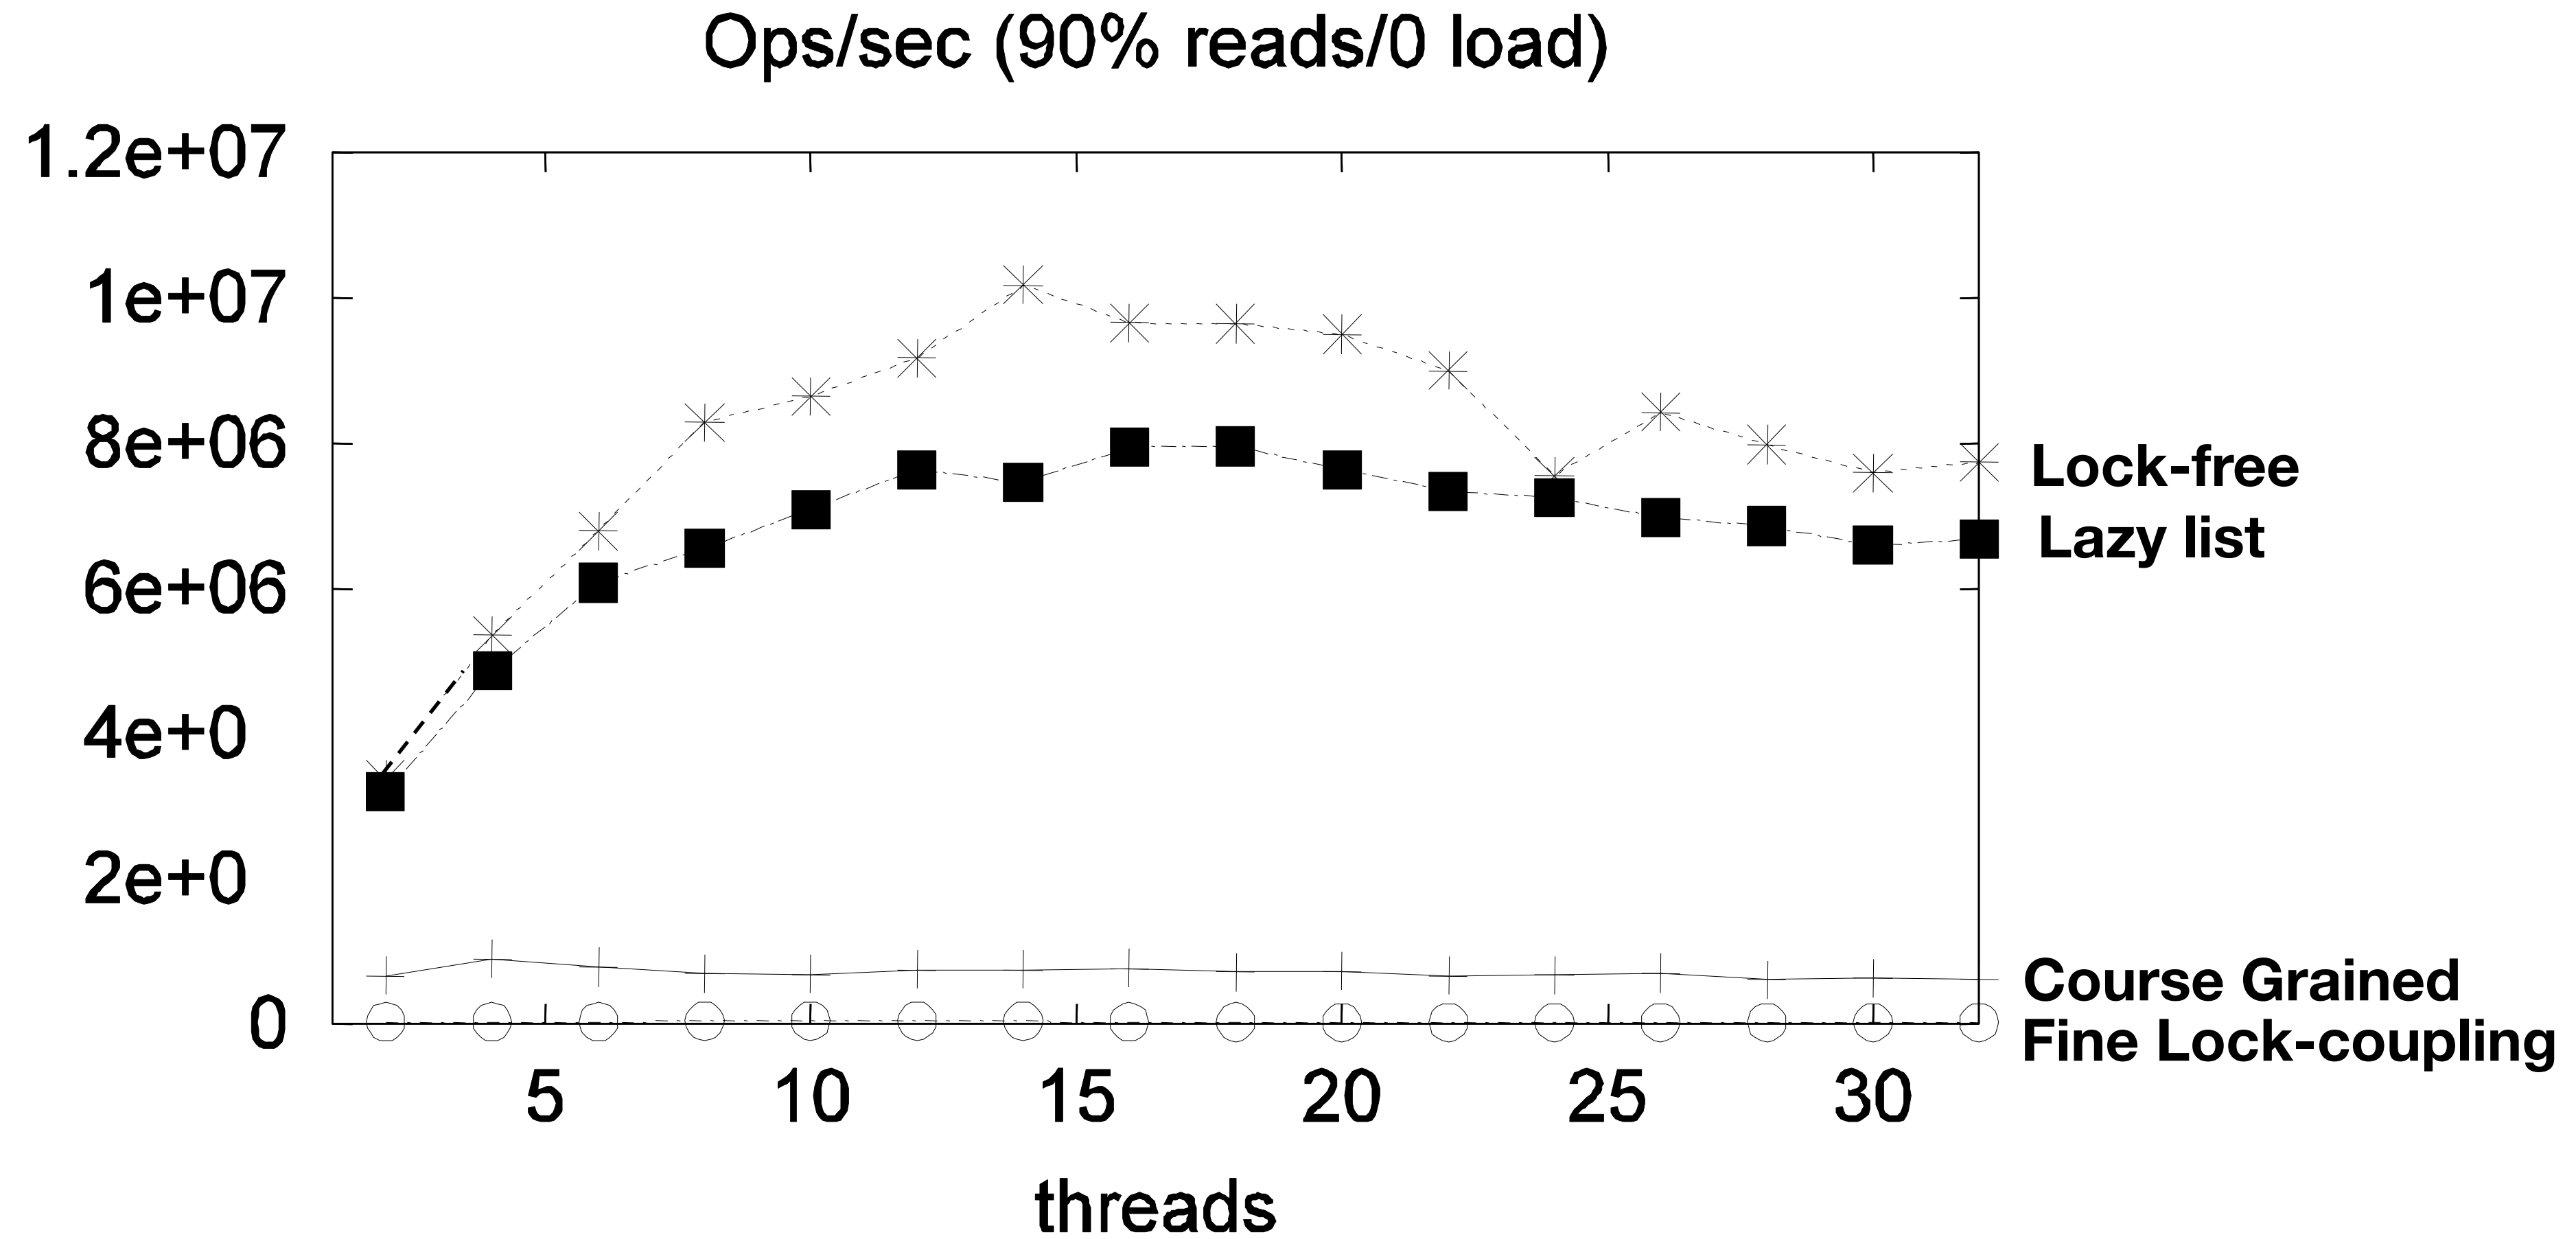 Ops/sec (90% reads/0 load)
1.2e+07
1e+07
8e+06
6e+06
4e+0
2e+0
0
Lock-free
Lazy list
Course Grained
Fine Lock-coupling
5 10 15 20 25 30
threads